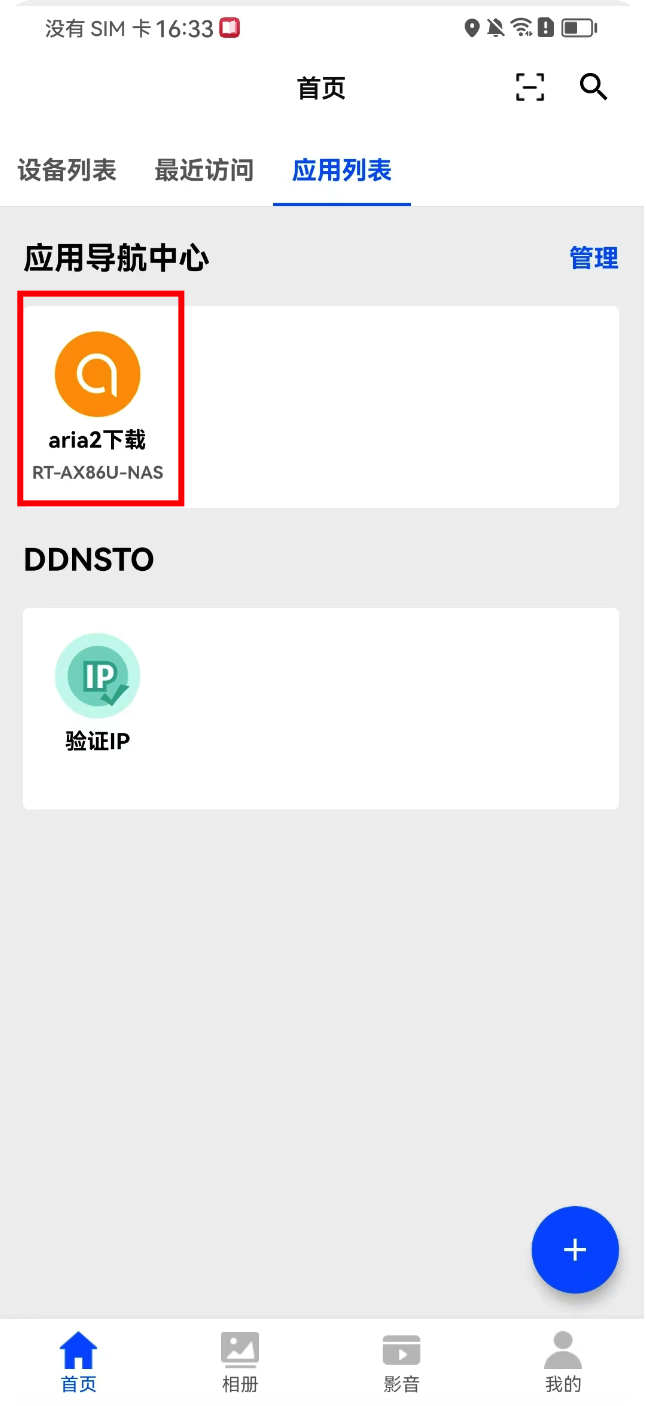 没有 SIM 卡 16:33
首页
设备列表 最近访问 应用列表
应用导航中心 管理
aria2下载
RT-AX86U-NAS
DDNSTO
IP
验证IP
首页 相册 影音 我的